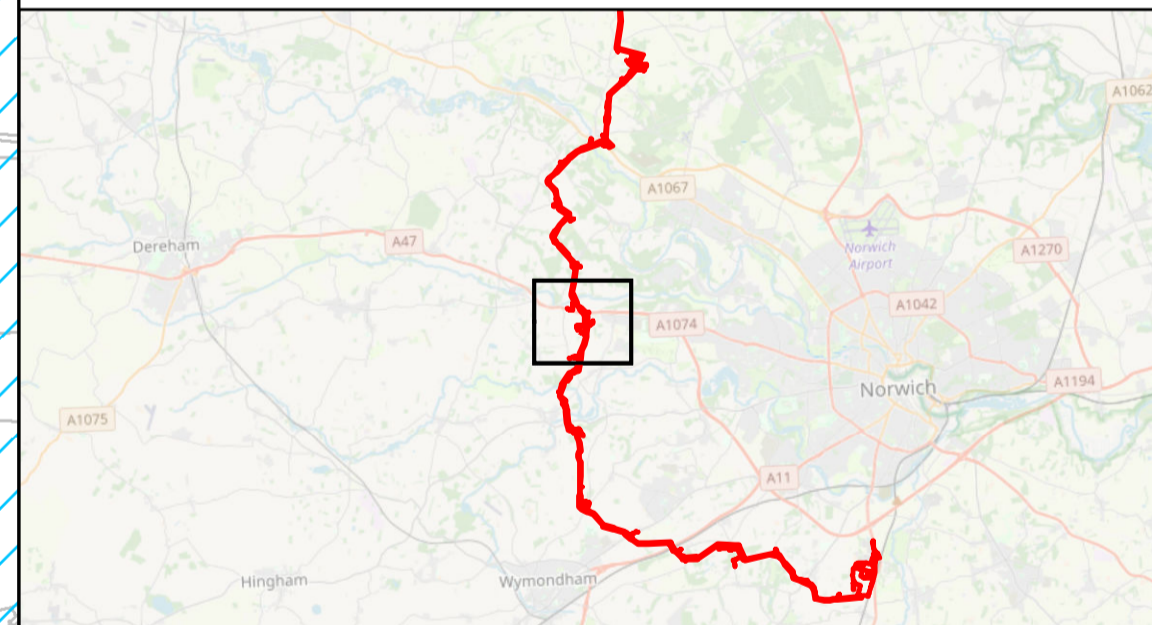 A1062
A1067
Dereham
A47
Norwich
Airport
A1270
A1042
A1074
A1194
Norwich
A1075
A11
Hingham
Wymondham